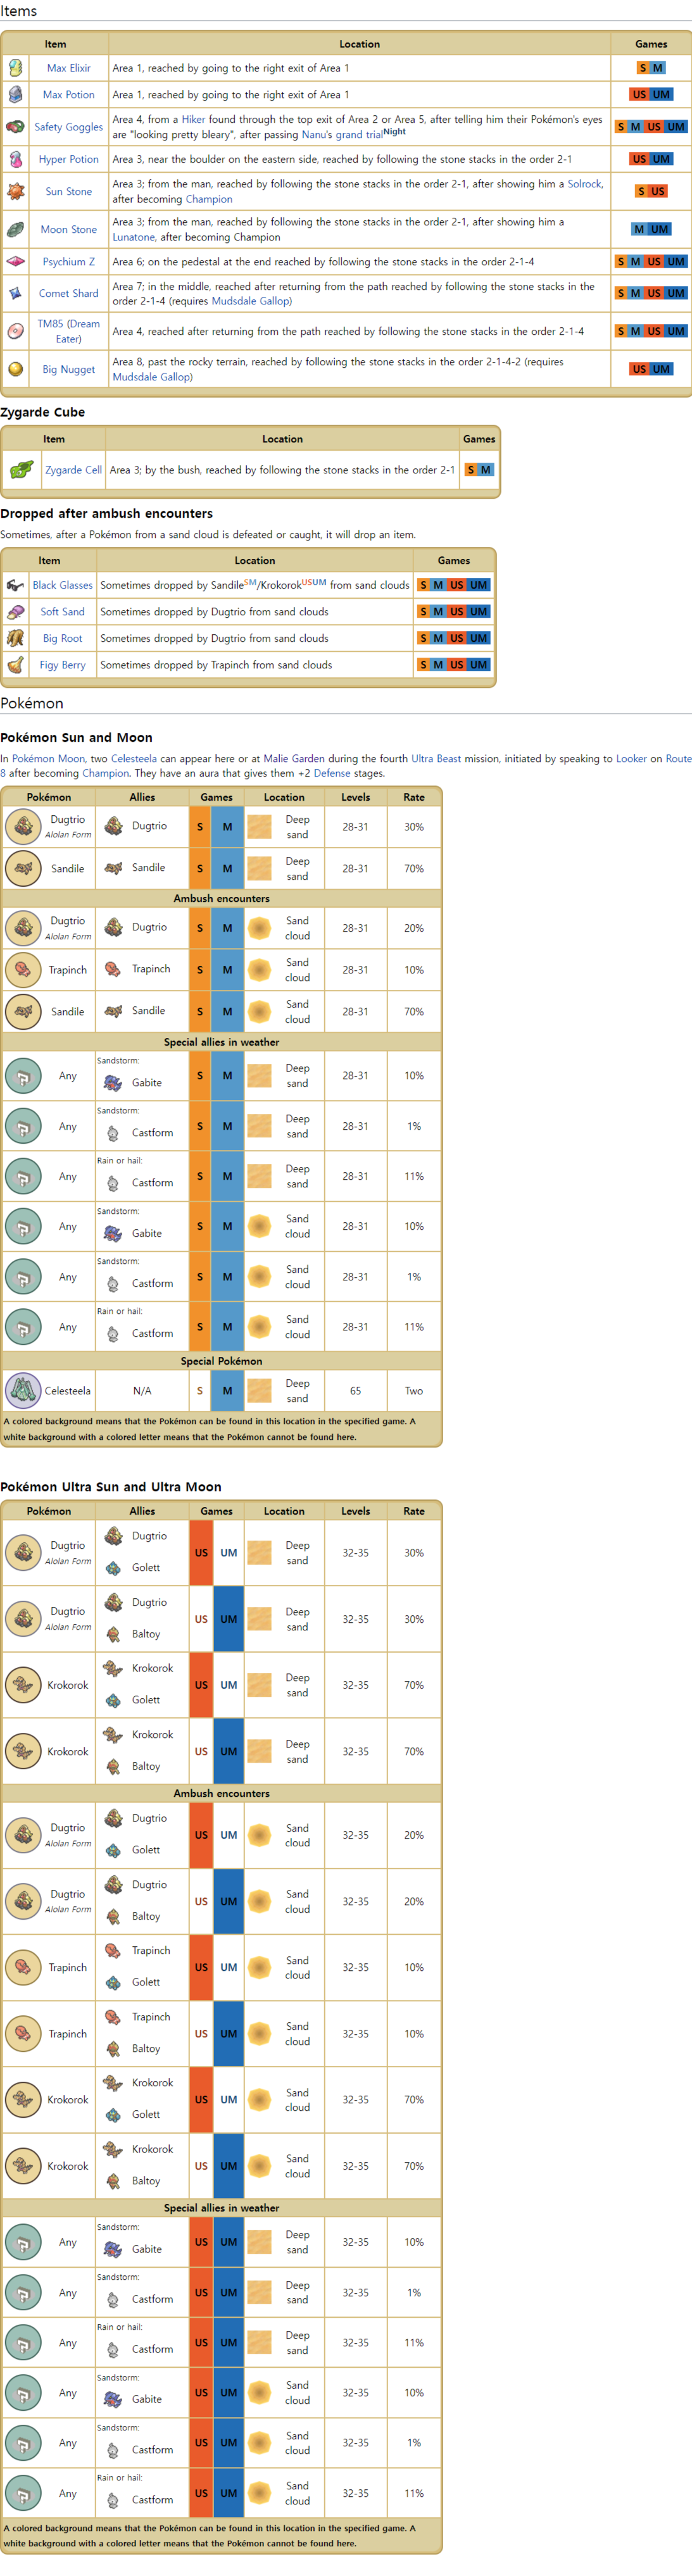 Items
Item Location Games
Max Elixir Area 1, reached by going to the right exit of Area 1 S M
Max Potion Area 1, reached by going to the right exit of Area 1 US UM
Safety Goggles Area 4, from a Hiker found through the top exit of Area 2 or Area 5, after telling him their Pokémon's eyes
are "looking pretty bleary", after passing Nanu's grand trialNight S M US UM
Hyper Potion Area 3, near the boulder on the eastern side, reached by following the stone stacks in the order 2-1 US UM
Sun Stone Area 3; from the man, reached by following the stone stacks in the order 2-1, after showing him a Solrock,
after becoming Champion S US
Moon Stone Area 3; from the man, reached by following the stone stacks in the order 2-1, after showing him a
Lunatone, after becoming Champion M UM
Psychium Z Area 6; on the pedestal at the end reached by following the stone stacks in the order 2-1-4 S M US UM
Comet Shard Area 7; in the middle, reached after returning from the path reached by following the stone stacks in the
order 2-1-4 (requires Mudsdale Gallop) S M US UM
TM85 (Dream
Eater) Area 4, reached after returning from the path reached by following the stone stacks in the order 2-1-4 S M US UM
Big Nugget Area 8, past the rocky terrain, reached by following the stone stacks in the order 2-1-4-2 (requires
Mudsdale Gallop) US UM
Zygarde Cube
Item Location Games
Zygarde Cell Area 3; by the bush, reached by following the stone stacks in the order 2-1 S M
Dropped after ambush encounters
Sometimes, after a Pokémon from a sand cloud is defeated or caught, it will drop an item.
Item Location Games
Black Glasses Sometimes dropped by SandileSM/KrokorokUSUM from sand clouds S M US UM
Soft Sand Sometimes dropped by Dugtrio from sand clouds S M US UM
Big Root Sometimes dropped by Dugtrio from sand clouds S M US UM
Figy Berry Sometimes dropped by Trapinch from sand clouds S M US UM
Pokémon
Pokémon Sun and Moon
In Pokémon Moon, two Celesteela can appear here or at Malie Garden during the fourth Ultra Beast mission, initiated by speaking to Looker on Route
8 after becoming Champion. They have an aura that gives them +2 Defense stages.
Pokémon Allies Games Location Levels Rate
Dugtrio
Alolan Form Dugtrio S M Deep
sand 28-31 30%
Sandile Sandile S M Deep
sand 28-31 70%
Ambush encounters
Dugtrio
Alolan Form Dugtrio S M Sand
cloud 28-31 20%
Trapinch Trapinch S M Sand
cloud 28-31 10%
Sandile Sandile S M Sand
cloud 28-31 70%
Special allies in weather
Any Sandstorm:
Gabite S M Deep
sand 28-31 10%
Any Sandstorm:
Castform S M Deep
sand 28-31 1%
Any Rain or hail:
Castform S M Deep
sand 28-31 11%
Any Sandstorm:
Gabite S M Sand
cloud 28-31 10%
Any Sandstorm:
Castform S M Sand
cloud 28-31 1%
Any Rain or hail:
Castform S M Sand
cloud 28-31 11%
Special Pokémon
Celesteela N/A S M Deep
sand 65 Two
A colored background means that the Pokémon can be found in this location in the specified game. A
white background with a colored letter means that the Pokémon cannot be found here.
Pokémon Ultra Sun and Ultra Moon
Pokémon Allies Games Location Levels Rate
Dugtrio
Alolan Form Dugtrio
Golett US UM Deep
sand 32-35 30%
Dugtrio
Alolan Form Dugtrio
Baltoy US UM Deep
sand 32-35 30%
Krokorok Krokorok
Golett US UM Deep
sand 32-35 70%
Krokorok Krokorok
Baltoy US UM Deep
sand 32-35 70%
Ambush encounters
Dugtrio
Alolan Form Dugtrio
Golett US UM Sand
cloud 32-35 20%
Dugtrio
Alolan Form Dugtrio
Baltoy US UM Sand
cloud 32-35 20%
Trapinch Trapinch
Golett US UM Sand
cloud 32-35 10%
Trapinch Trapinch
Baltoy US UM Sand
cloud 32-35 10%
Krokorok Krokorok
Golett US UM Sand
cloud 32-35 70%
Krokorok Krokorok
Baltoy US UM Sand
cloud 32-35 70%
Special allies in weather
Any Sandstorm:
Gabite US UM Deep
sand 32-35 10%
Any Sandstorm:
Castform US UM Deep
sand 32-35 1%
Any Rain or hail:
Castform US UM Deep
sand 32-35 11%
Any Sandstorm:
Gabite US UM Sand
cloud 32-35 10%
Any Sandstorm:
Castform US UM Sand
cloud 32-35 1%
Any Rain or hail:
Castform US UM Sand
cloud 32-35 11%
A colored background means that the Pokémon can be found in this location in the specified game. A
white background with a colored letter means that the Pokémon cannot be found here.